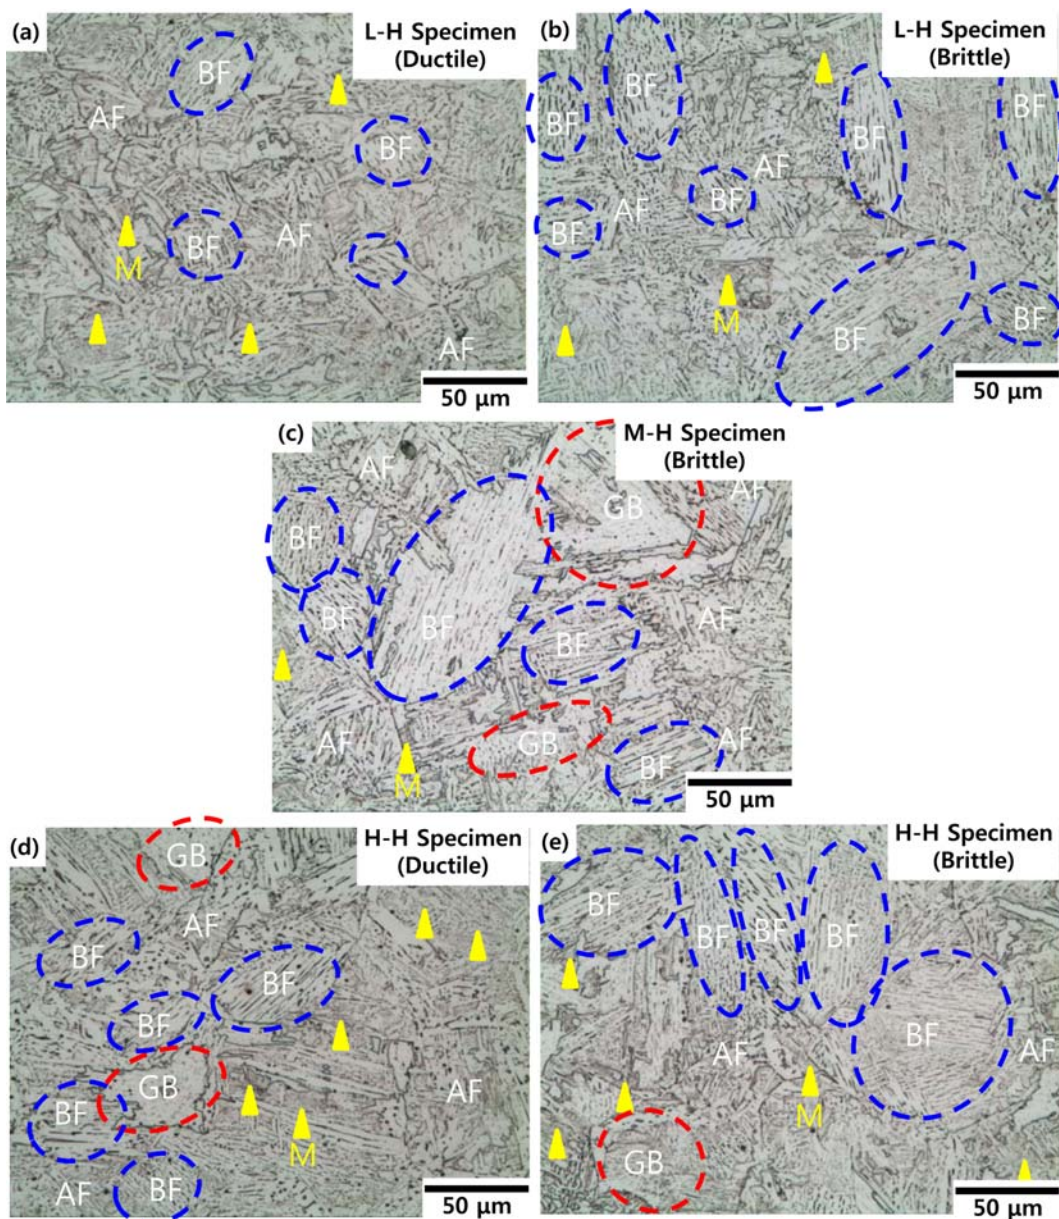 (a)
L-H Specimen
(Ductile)
BF
AF
BF
BF
AF
M
AF
50 μm
(b)
L-H Specimen
(Brittle)
BF
BF
BF
BF
AF
BF
AF
BF
M
BF
BF
50 μm
(c)
M-H Specimen
(Brittle)
AF
GB
AF
BF
BF
BF
BF
AF
AF
GB
AF
BF
M
50 μm
(d)
H-H Specimen
(Ductile)
GB
AF
BF
BF
BF
GB
BF
AF
M
AF
BF
50 μm
(e)
H-H Specimen
(Brittle)
BF
BF
BF
BF
BF
AF
AF
M
GB
50 μm